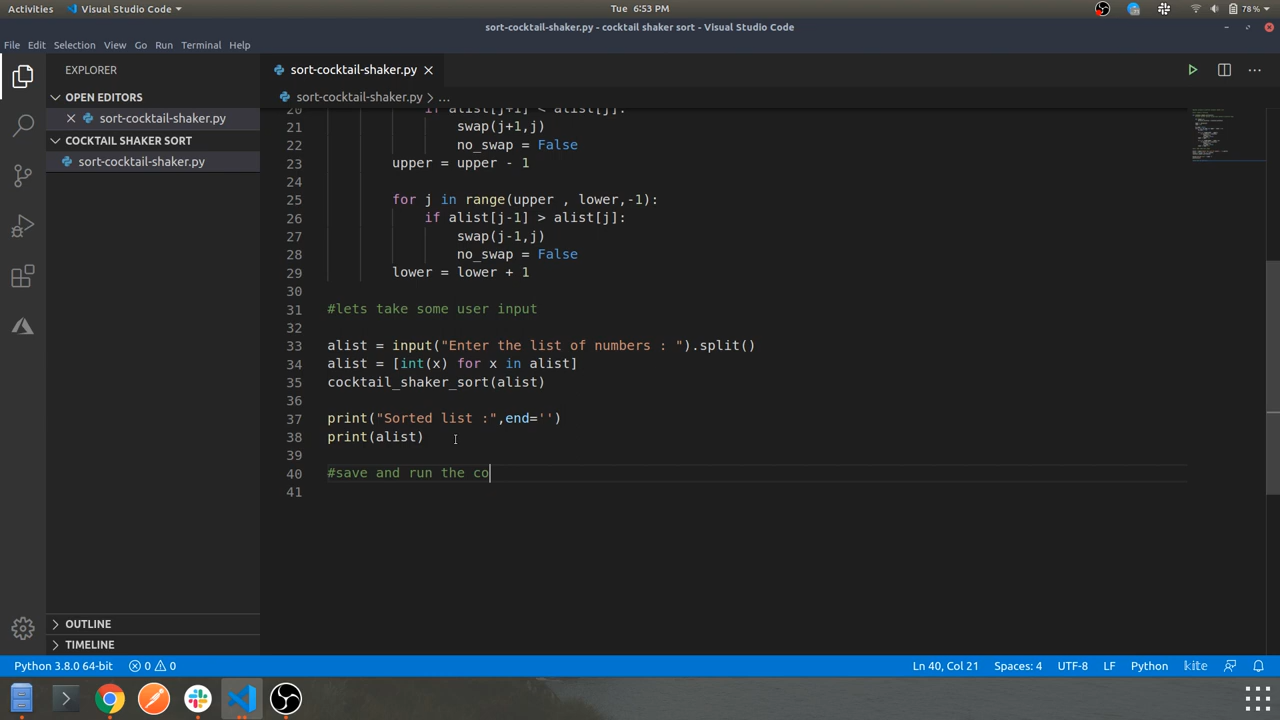 Activities
Visual Studio Code
Tue 6:53 PM
78%
sort-cocktail-shaker.py - cocktail shaker sort - Visual Studio Code
File Edit Selection View Go Run Terminal Help
EXPLORER
OPEN EDITORS
sort-cocktail-shaker.py
COCKTAIL SHAKER SORT
sort-cocktail-shaker.py
OUTLINE
TIMELINE
sort-cocktail-shaker.py
sort-cocktail-shaker.py > ...
20 if alist[j+1] < alist[j]:
21 swap(j+1,j)
22 no_swap = False
23 upper = upper - 1
24
25 for j in range(upper , lower,-1):
26 if alist[j-1] > alist[j]:
27 swap(j-1,j)
28 no_swap = False
29 lower = lower + 1
30
31 #lets take some user input
32
33 alist = input("Enter the list of numbers : ").split()
34 alist = [int(x) for x in alist]
35 cocktail_shaker_sort(alist)
36
37 print("Sorted list :",end='')
38 print(alist)
39
40 #save and run the co
41
Python 3.8.0 64-bit 0 0
Ln 40, Col 21 Spaces: 4 UTF-8 LF Python kite